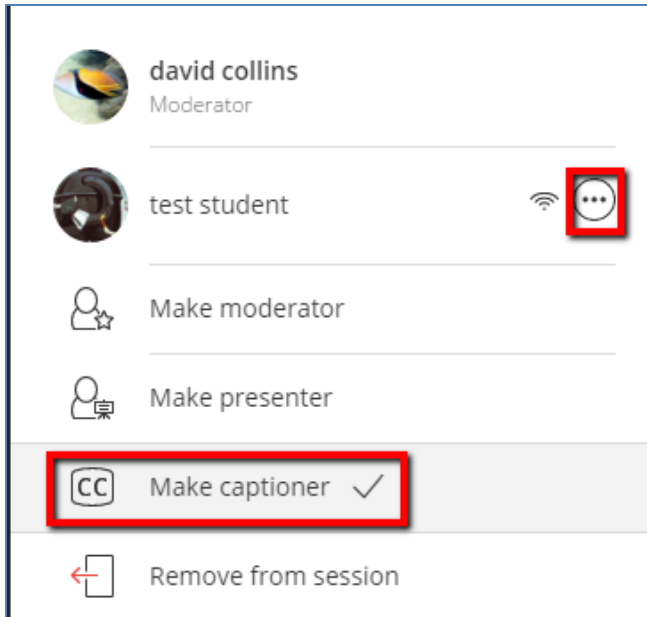 david collins
Moderator
test student
Make moderator
Make presenter
CC Make captioner
Remove from session